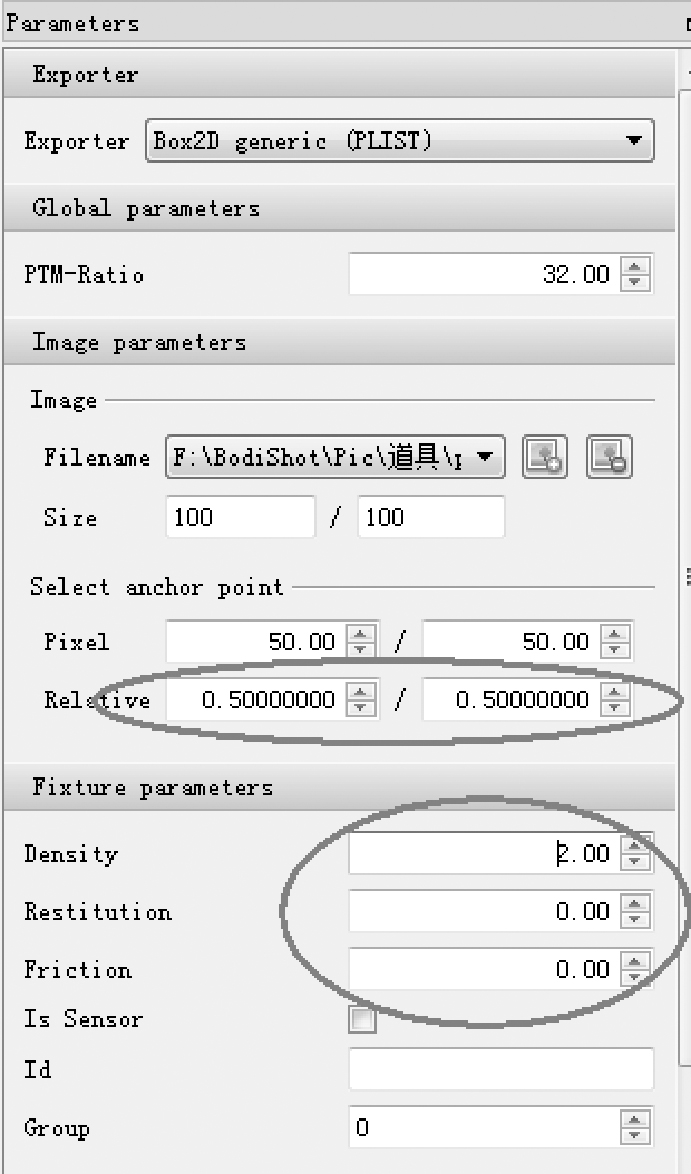 Parameters
Exporter
Exporter Box2D generic (PLIST)
Global parameters
PTM-Ratio 32.00
Image parameters
Image
Filename F:\BodiShot\Pic\道具\p
Size 100 / 100
Select anchor point
Pixel 50.00 / 50.00
Relative 0.50000000 / 0.50000000
Fixture parameters
Density 2.00
Restitution 0.00
Friction 0.00
Is Sensor
Id
Group 0